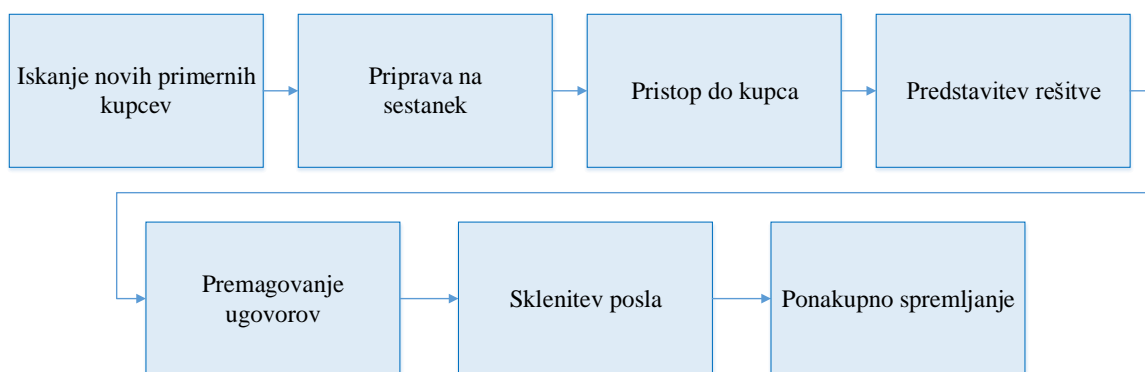 Iskanje novih primernih
kupcev
Priprava na
sestanek
Pristop do kupca
Predstavitev rešitve
Premagovanje
ugovorov
Sklenitev posla
Ponakupno spremljanje